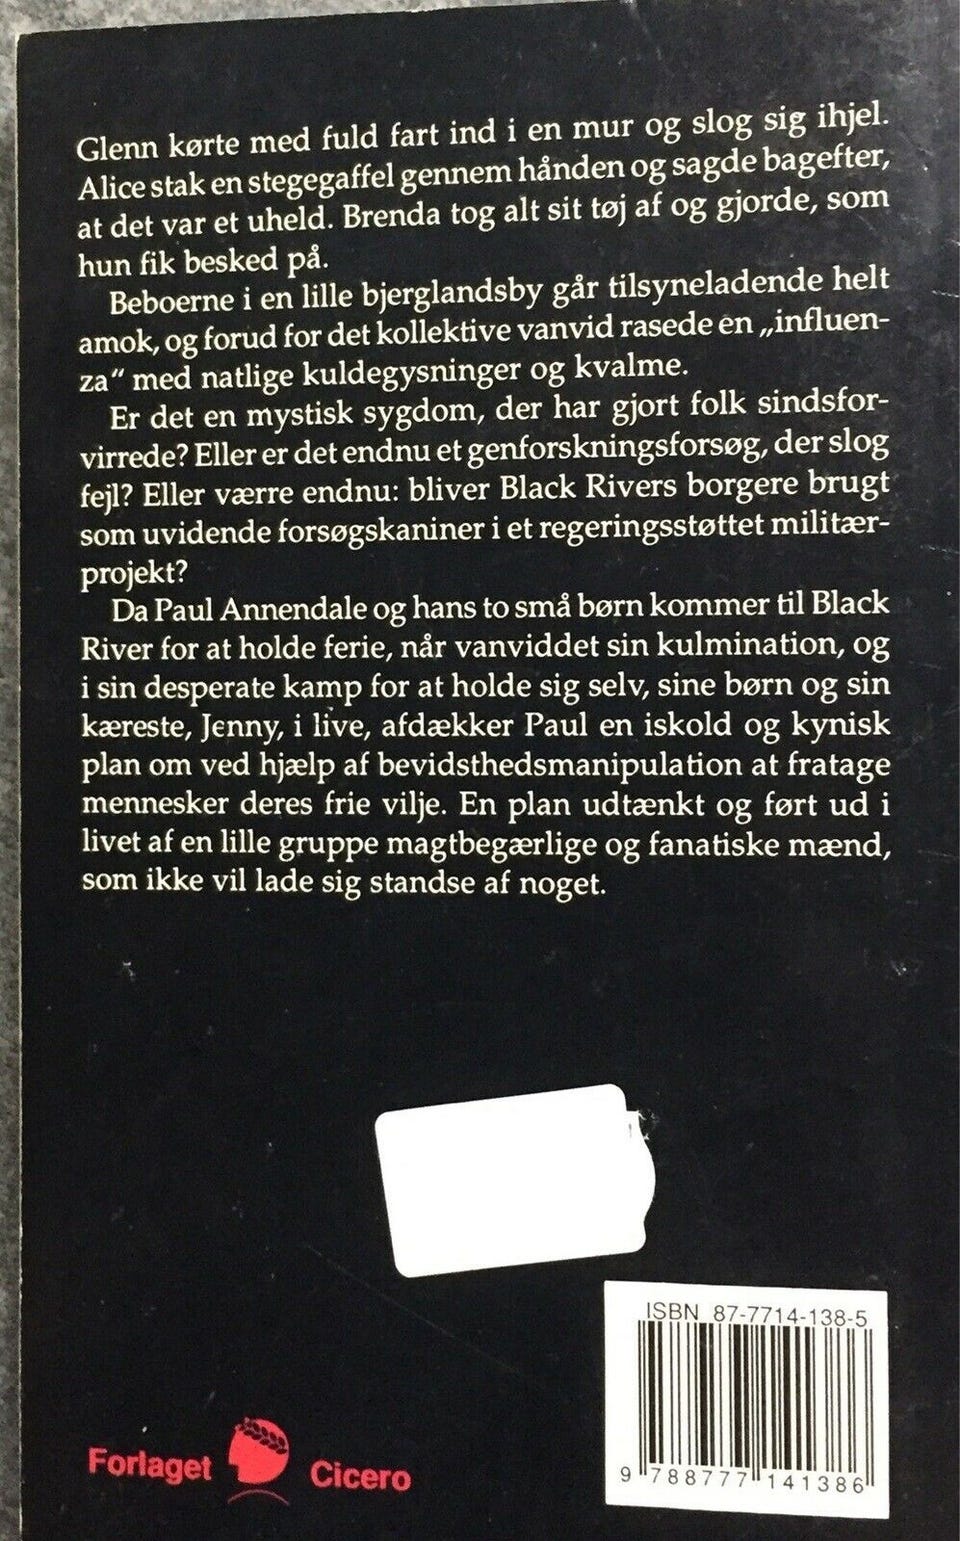 Glenn kørte med fuld fart ind i en mur og slog sig ihjel.
Alice stak en stegegaffel gennem hånden og sagde bagefter,
at det var et uheld. Brenda tog alt sit tøj af og gjorde, som
hun fik besked på.
Beboerne i en lille bjerglandsby går tilsyneladende helt
amok, og forud for det kollektive vanvid rasede en „influen-
za“ med natlige kuldegysninger og kvalme.
Er det en mystisk sygdom, der har gjort folk sindsfor-
virrede? Eller er det endnu et genforskningsforsøg, der slog
fejl? Eller værre endnu: bliver Black Rivers borgere brugt
som uvidende forsøgskaniner i et regeringsstøttet militær-
projekt?
Da Paul Annendale og hans to små børn kommer til Black
River for at holde ferie, når vanviddet sin kulmination, og
i sin desperate kamp for at holde sig selv, sine børn og sin
kæreste, Jenny, i live, afdækker Paul en iskold og kynisk
plan om ved hjælp af bevidsthedsmanipulation at fratage
mennesker deres frie vilje. En plan udtænkt og ført ud i
livet af en lille gruppe magtbegærlige og fanatiske mænd,
som ikke vil lade sig standse af noget.
ISBN 87-7714-138-5
9 788777 141386
Forlaget Cicero